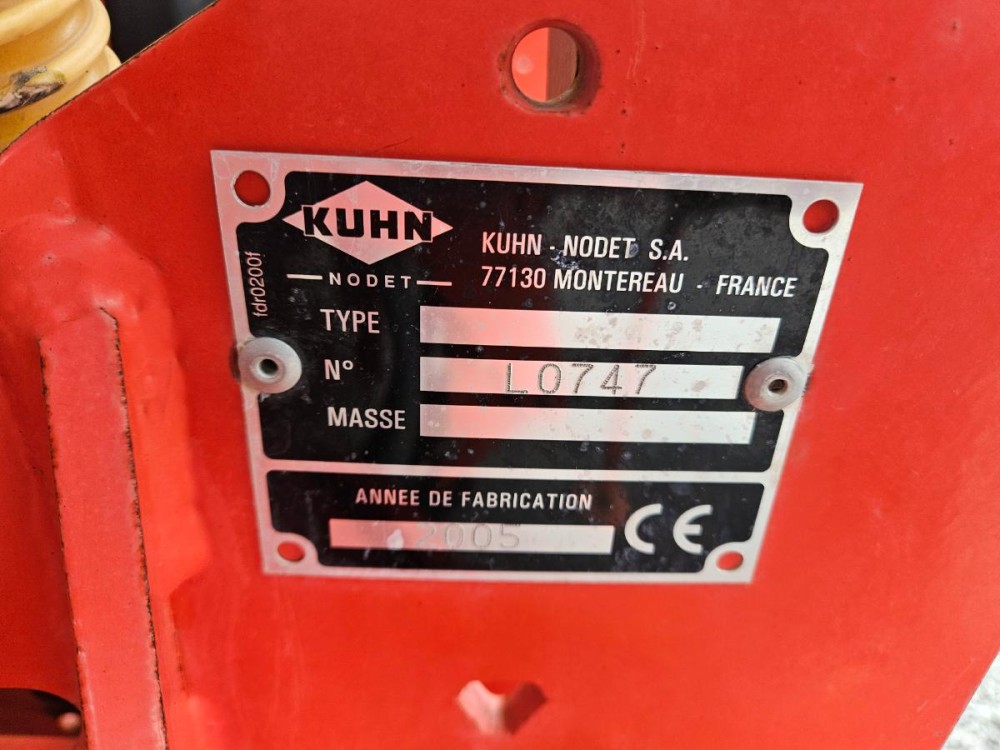 KUHN
NODET
KUHN - NODET S.A.
77130 MONTEREAU - FRANCE
fdr0200f
TYPE
N° L0747
MASSE
ANNEE DE FABRICATION
2005
CE